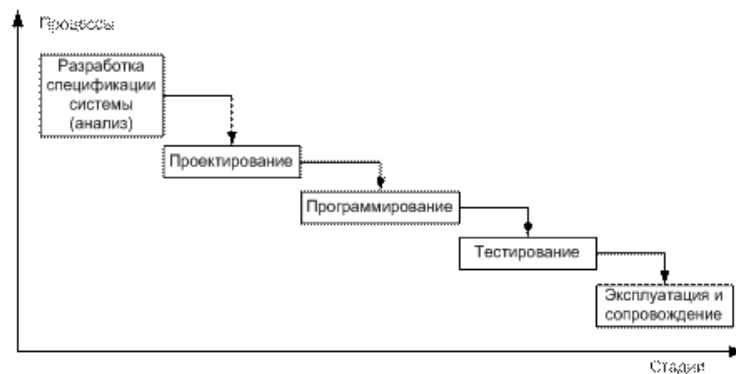 Процессы
Разработка
спецификации
системы
(анализ)
Проектирование
Программирование
Тестирование
Эксплуатация и
сопровождение
Стадии